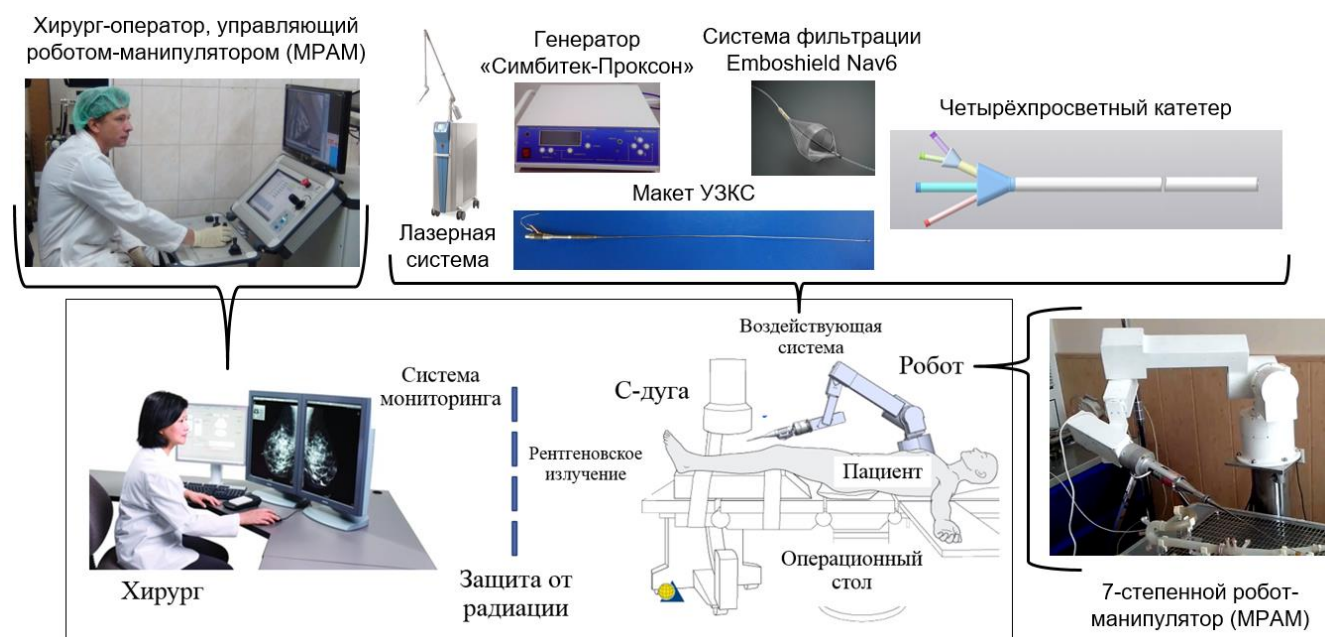 Хирург-оператор, управляющий
роботом-манипулятором (МРАМ)
Генератор
«Симбитек-Проксон»
Система фильтрации
Emboshield Nav6
Четырёхпросветный катетер
Макет УЗКС
Лазерная
система
Воздействующая
система
Робот
Система
мониторинга
С-дуга
Рентгеновское
излучение
Пациент
Операционный
стол
Защита от
радиации
Хирург
7-степенной робот-
манипулятор (МРАМ)